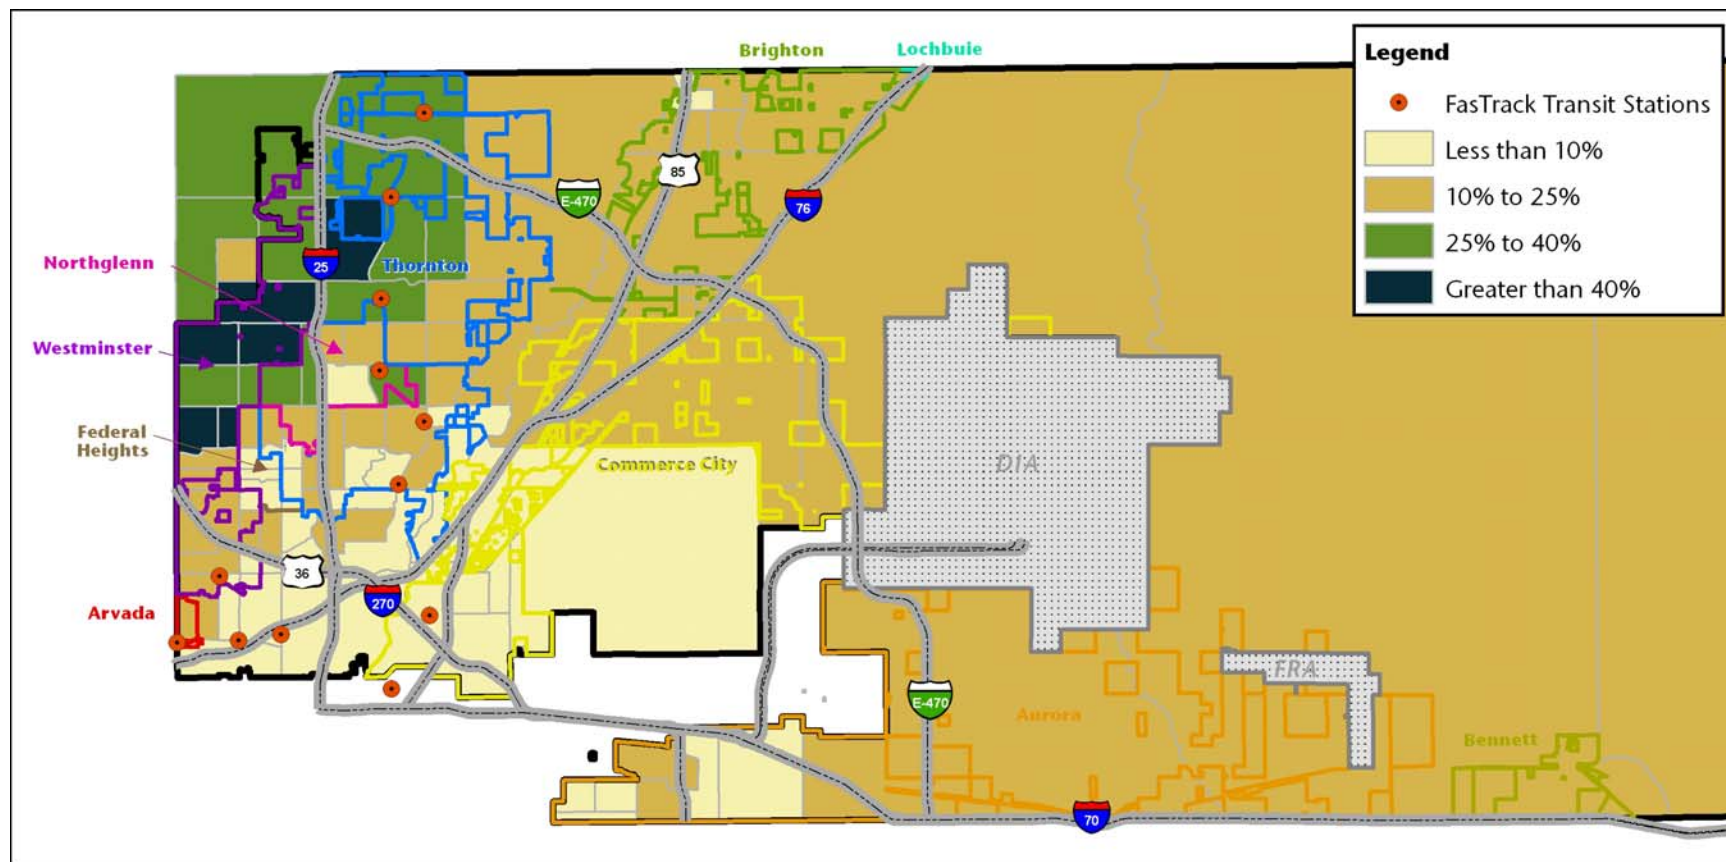 Brighton
Lochbuie
Legend
FasTrack Transit Stations
Less than 10%
10% to 25%
25% to 40%
Greater than 40%
85
E-470
76
Northglenn
25
Thornton
Westminster
Federal
Heights
Commerce City
DIA
36
270
Arvada
FRA
E-470
Aurora
Bennett
70